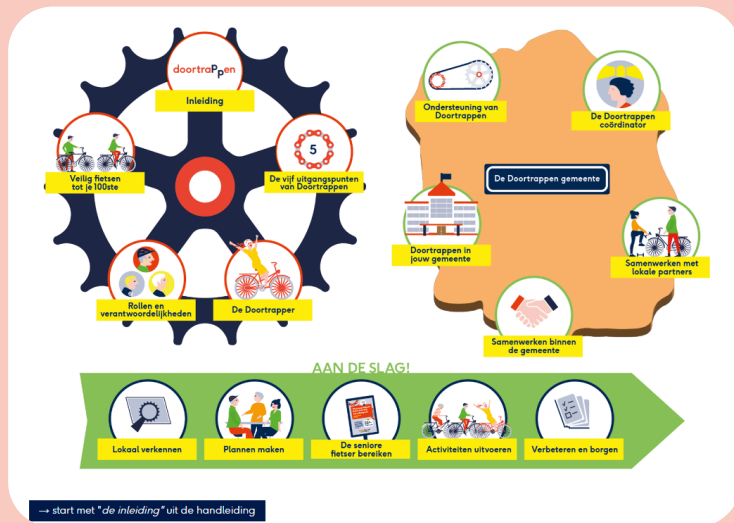 doortraPpen
Inleiding
Veilig fietsen
tot je 100ste
5
De vijf uitgangspunten
van Doortrappen
Rollen en
verantwoordelijkheden
De Doortrapper
Ondersteuning van
Doortrappen
De Doortrappen
coördinator
De Doortrappen gemeente
Doortrappen in
jouw gemeente
Samenwerken met
lokale partners
Samenwerken binnen
de gemeente
AAN DE SLAG!
Lokaal verkennen
Plannen maken
De seniore
fietser bereiken
Activiteiten uitvoeren
Verbeteren en borgen
→ start met "de inleiding" uit de handleiding